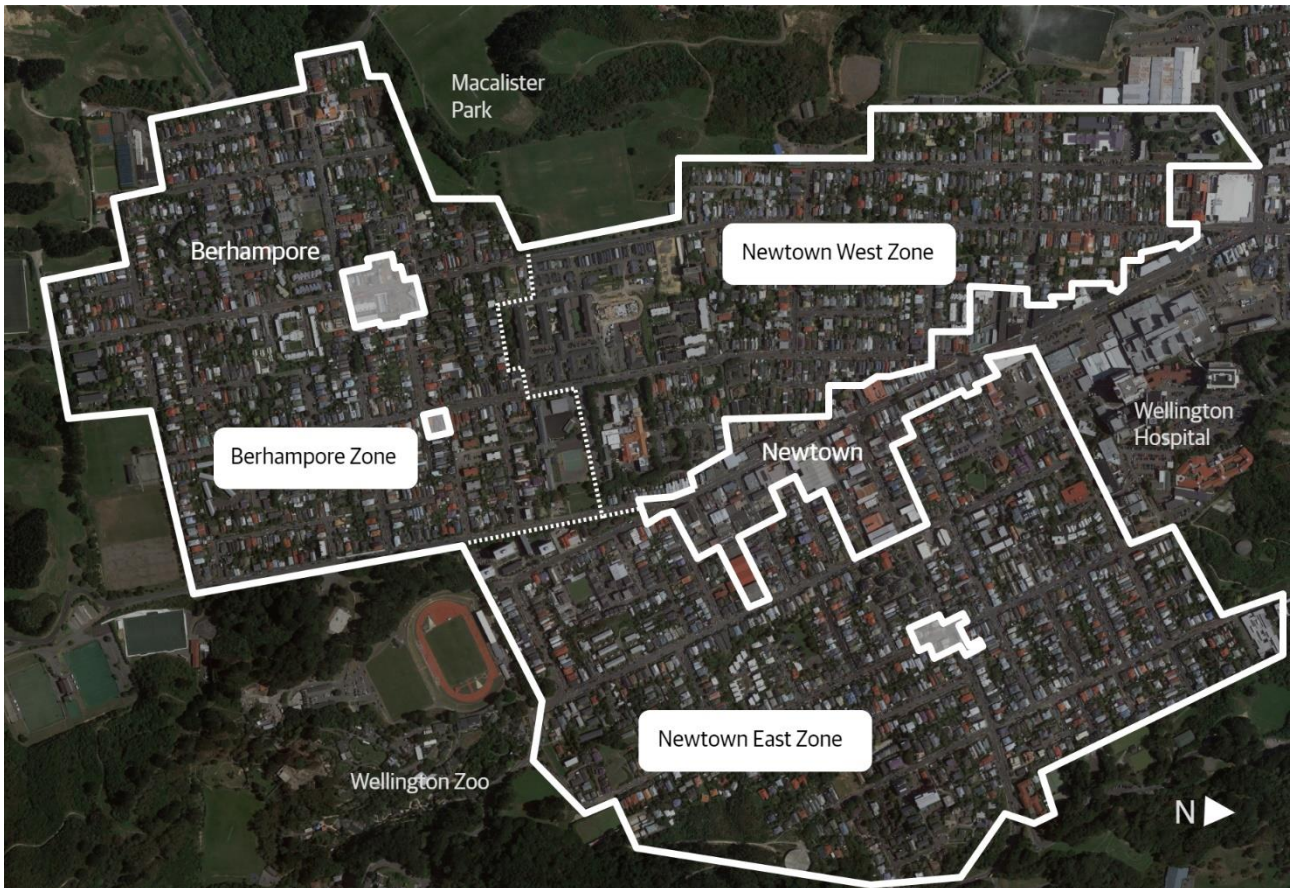 Macalister
Park
Berhampore
Newtown West Zone
Wellington
Hospital
Newtown
Berhampore Zone
Newtown East Zone
Wellington Zoo
N